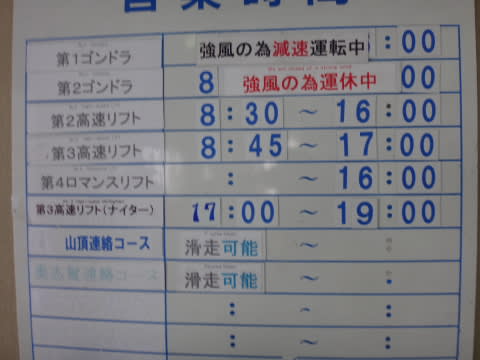 営業時間
第1ゴンドラ 強風の為減速運転中 :00
第2ゴンドラ 8 強風の為運休中 00
第2高速リフト 8:30 ~ 16:00
第3高速リフト 8:45 ~ 17:00
第4ロマンスリフト : ~ 16:00
第3高速リフト(ナイター) 17:00 ~ 19:00
山頂連絡コース 滑走可能 ~
奥志賀連絡コース 滑走可能 ~
: ~ :
: ~ :
: ~ :